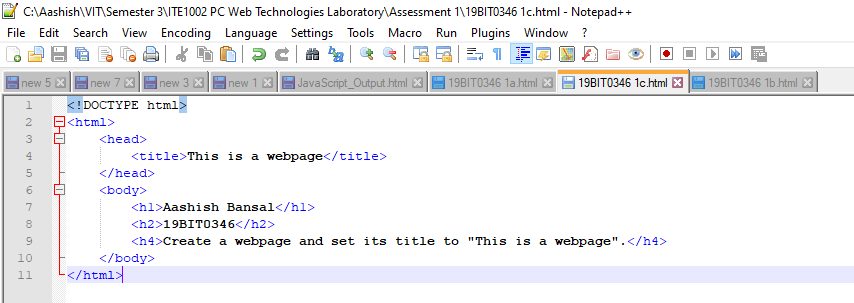 C:\Aashish\VIT\Semester 3\ITE1002 PC Web Technologies Laboratory\Assessment 1\19BIT0346 1c.html - Notepad++
File Edit Search View Encoding Language Settings Tools Macro Run Plugins Window ?
new 5 new 7 new 3 new 1 JavaScript_Output.html 19BIT0346 1a.html 19BIT0346 1c.html 19BIT0346 1b.html
1 <!DOCTYPE html>
2 <html>
3 <head>
4 <title>This is a webpage</title>
5 </head>
6 <body>
7 <h1>Aashish Bansal</h1>
8 <h2>19BIT0346</h2>
9 <h4>Create a webpage and set its title to "This is a webpage".</h4>
10 </body>
11 </html>